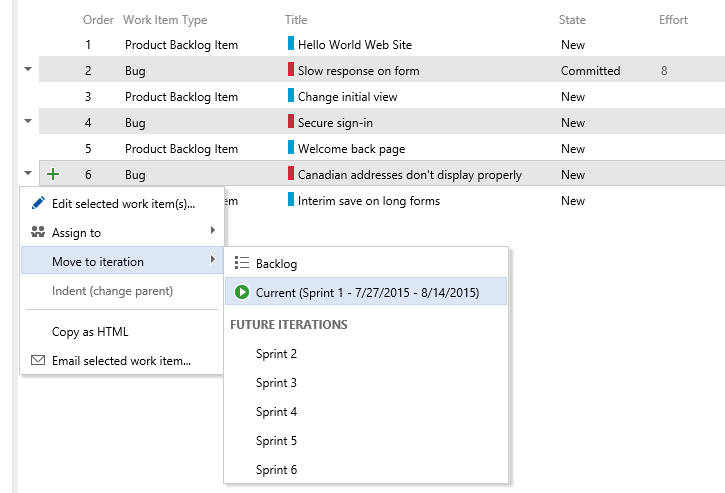 Order Work Item Type Title State Effort
1 Product Backlog Item Hello World Web Site New
2 Bug Slow response on form Committed 8
3 Product Backlog Item Change initial view New
4 Bug Secure sign-in New
5 Product Backlog Item Welcome back page New
6 Bug Canadian addresses don't display properly New
Interim save on long forms New
Edit selected work item(s)...
Assign to
Move to iteration
Indent (change parent)
Copy as HTML
Email selected work item...
Backlog
Current (Sprint 1 - 7/27/2015 - 8/14/2015)
FUTURE ITERATIONS
Sprint 2
Sprint 3
Sprint 4
Sprint 5
Sprint 6